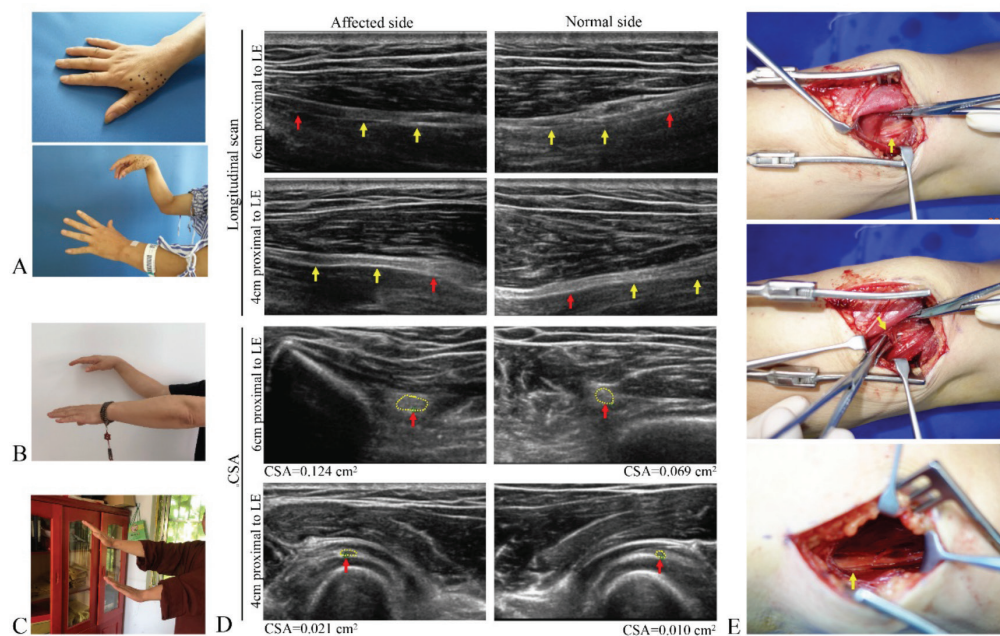 Affected side
Normal side
Longitudinal scan
6cm proximal to LE
4cm proximal to LE
A
B
CSA
6cm proximal to LE
CSA=0.124 cm²
CSA=0.069 cm²
4cm proximal to LE
CSA=0.021 cm²
CSA=0.010 cm²
C
D
E